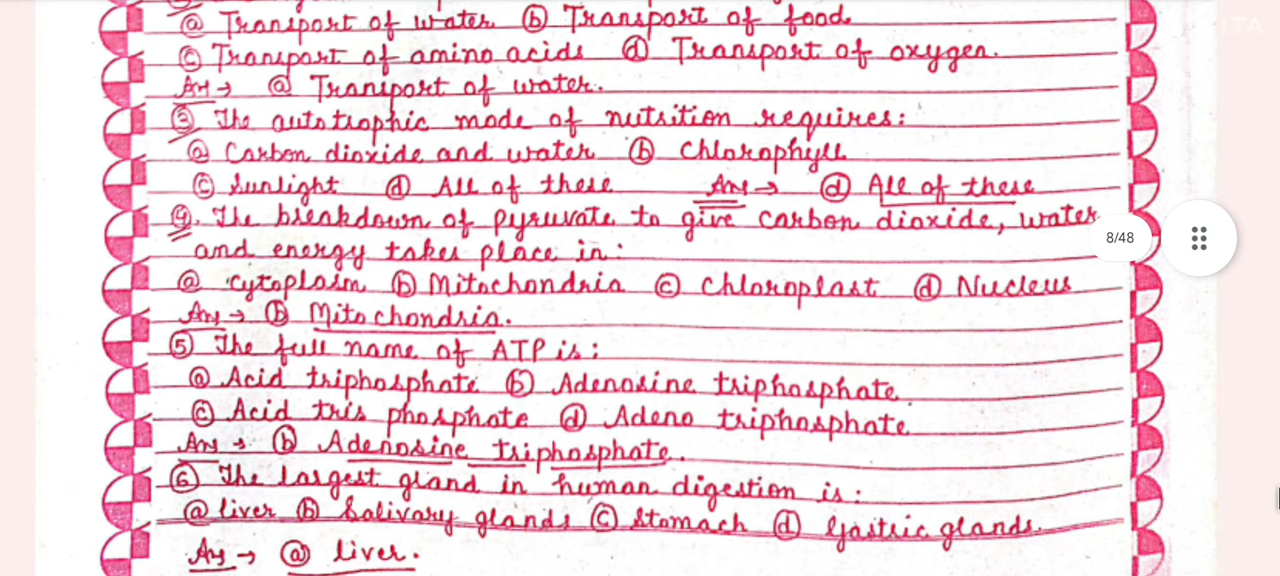 ⓐ Transport of water ⓑ Transport of food
ITA
ⓒ Transport of amino acids ⓓ Transport of oxygen.
Ans → ⓐ Transport of water.
③ The autotrophic mode of nutrition requires:
ⓐ Carbon dioxide and water ⓑ Chlorophyll
ⓒ Sunlight ⓓ All of these Ans → ⓓ All of these
④. The breakdown of pyruvate to give carbon dioxide, water
8/48
and energy takes place in:
ⓐ cytoplasm ⓑ Mitochondria ⓒ Chloroplast ⓓ Nucleus
Ans → ⓑ Mitochondria.
⑤ The full name of ATP is:
ⓐ Acid triphosphate ⓑ Adenosine triphosphate.
ⓒ Acid tris phosphate ⓓ Adeno triphosphate
Ans → ⓑ Adenosine triphosphate.
⑥ The largest gland in human digestion is:
ⓐ liver ⓑ Salivary glands ⓒ Stomach ⓓ Gastric glands.
Ans → ⓐ liver.